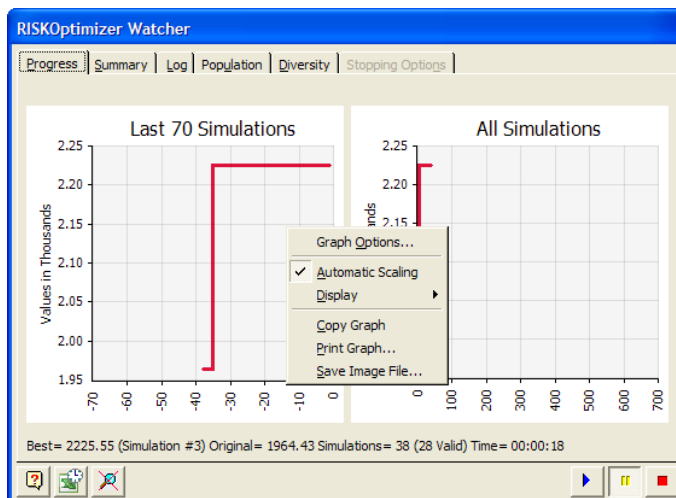 RISKOptimizer Watcher
Progress Summary Log Population Diversity Stopping Options
Last 70 Simulations
2.25
2.20
2.15
2.10
2.05
2.00
1.95
Values in Thousands
-70 -60 -50 -40 -30 -20 -10 0
All Simulations
2.25
2.20
2.15
0 100 200 300 400 500 600 700
Graph Options...
Automatic Scaling
Display
Copy Graph
Print Graph...
Save Image File...
Best= 2225.55 (Simulation #3) Original= 1964.43 Simulations= 38 (28 Valid) Time= 00:00:18